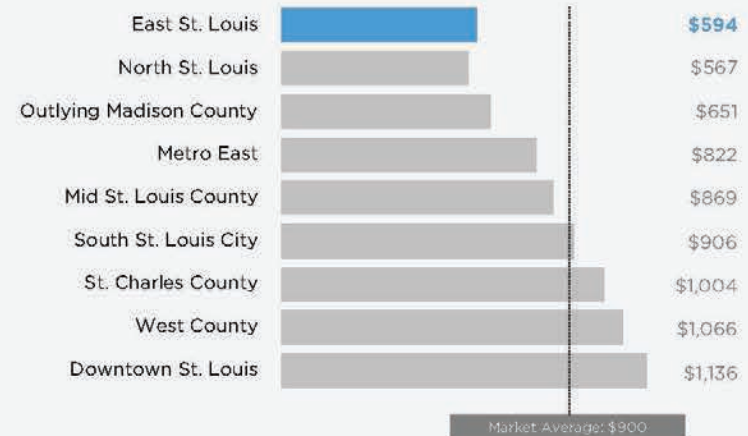 East St. Louis $594
North St. Louis $567
Outlying Madison County $651
Metro East $822
Mid St. Louis County $869
South St. Louis City $906
St. Charles County $1,004
West County $1,066
Downtown St. Louis $1,136
Market Average: $900